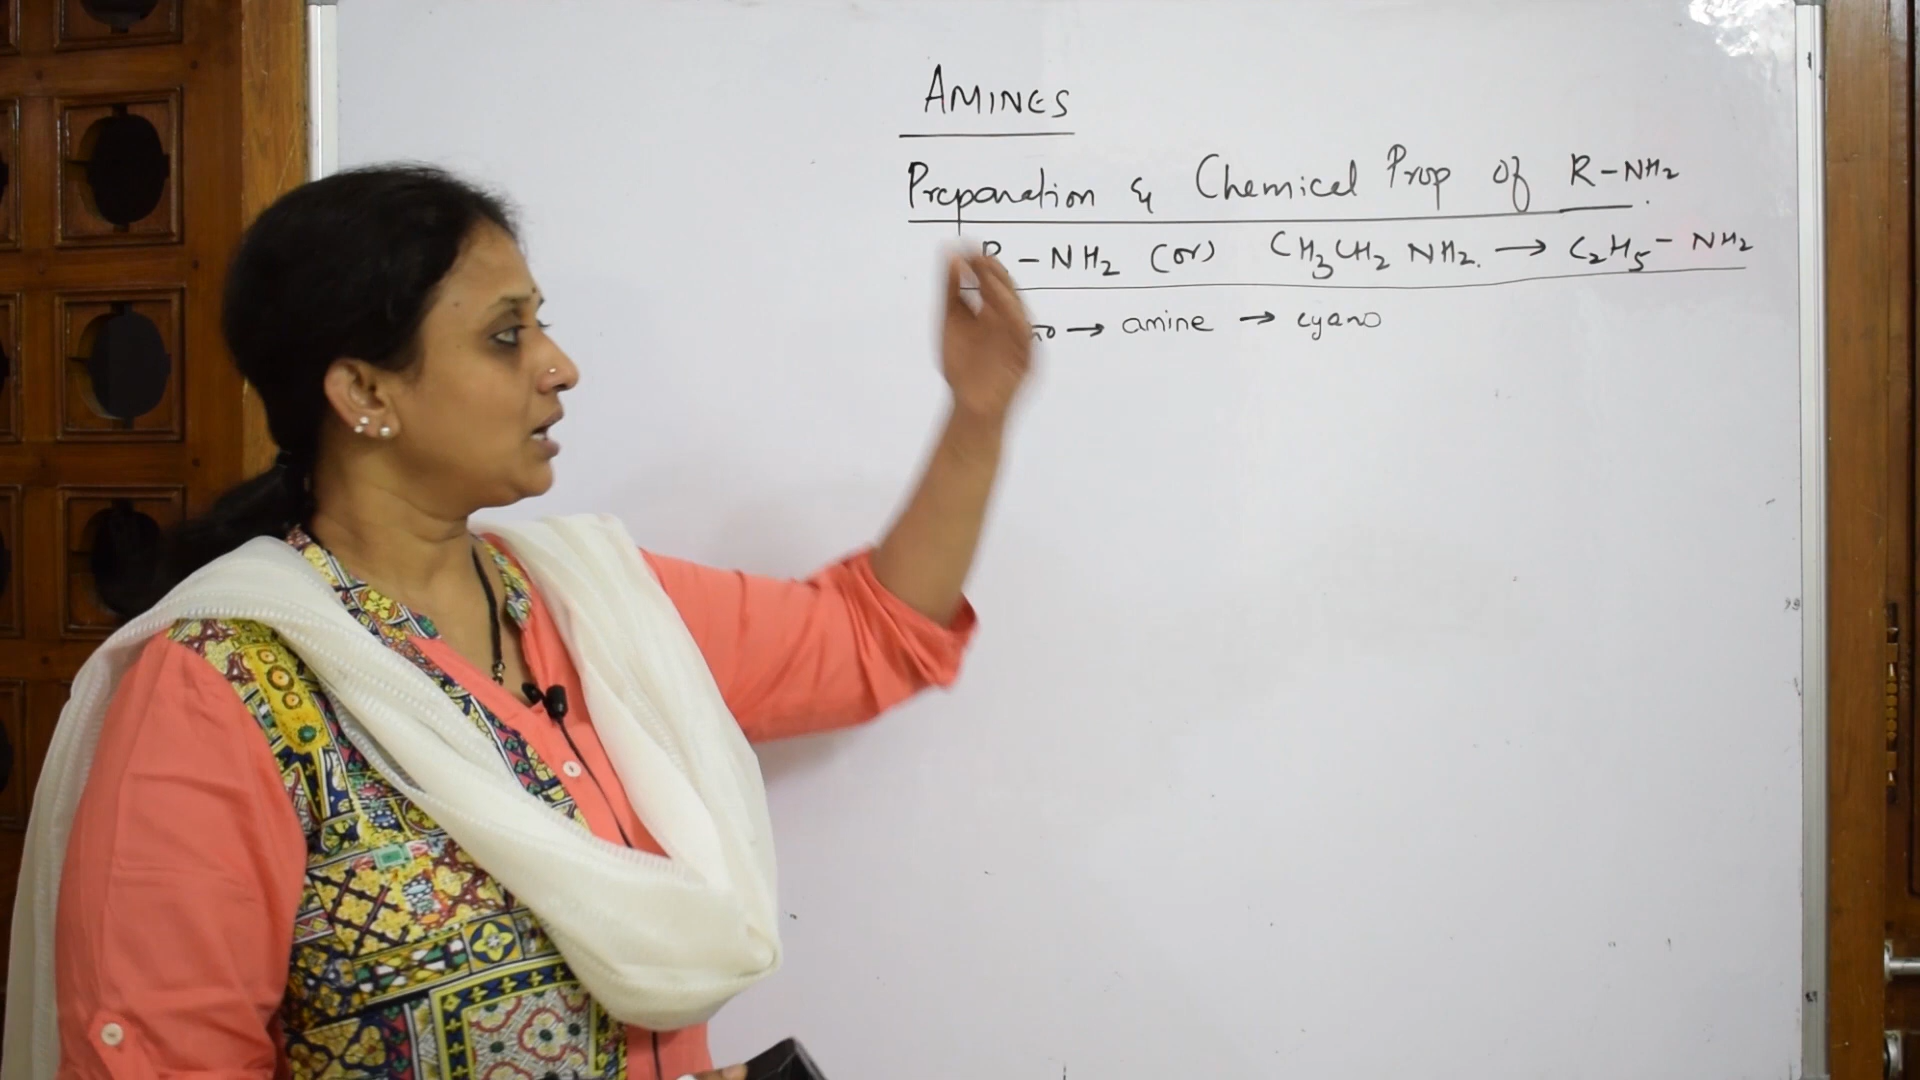 AMINES
Preparation & Chemical Prop of R-NH2.
R-NH2 (or) CH3CH2NH2. → C2H5-NH2
→ amine → cyano